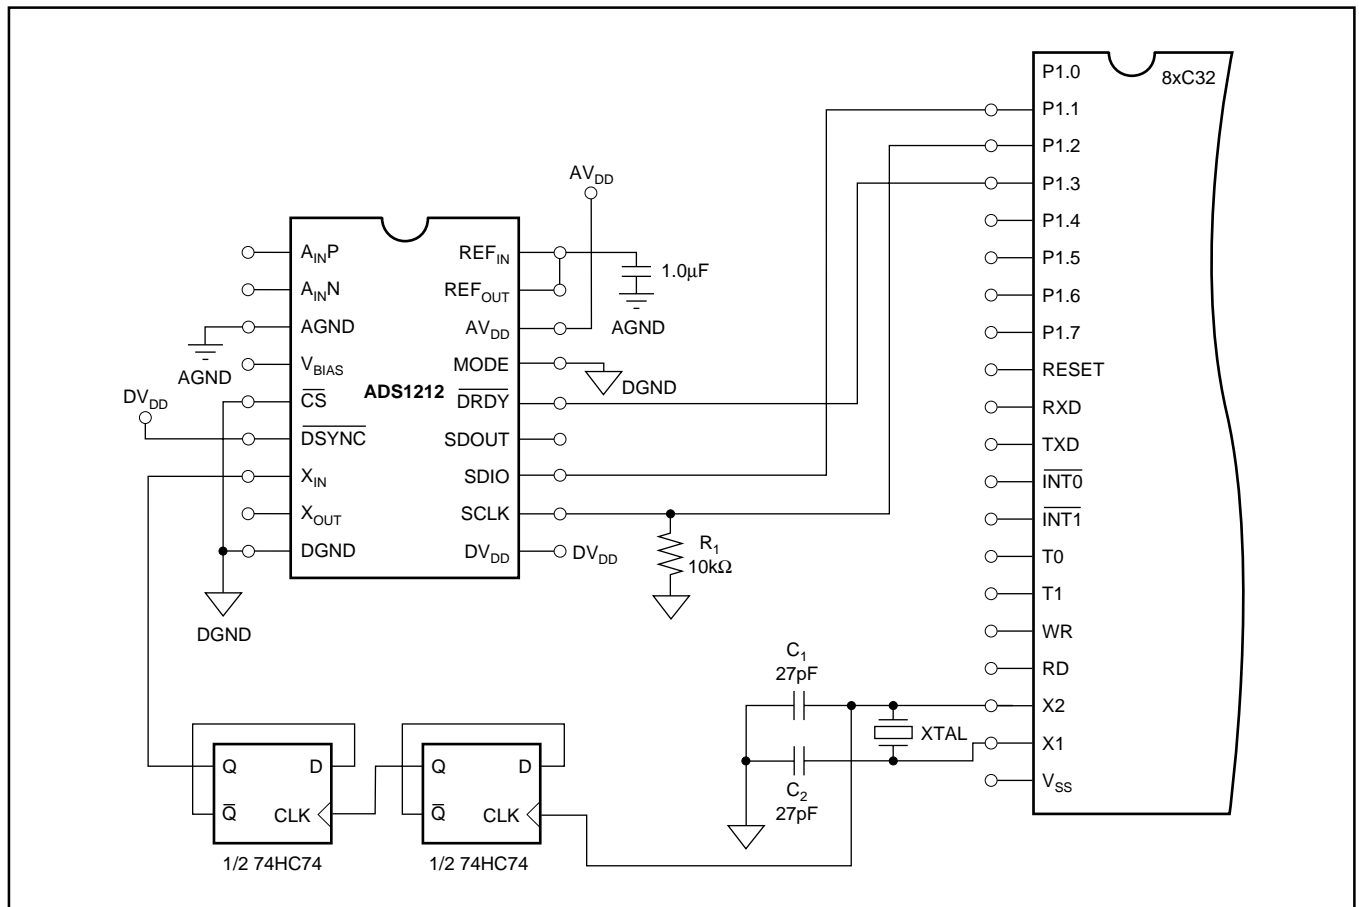 8xC32
P1.0
P1.1
P1.2
P1.3
P1.4
P1.5
P1.6
P1.7
RESET
RXD
TXD
INT0
INT1
T0
T1
WR
RD
X2
X1
VSS
AVDD
AINP
AINN
AGND
VBIAS
CS
DSYNC
XIN
XOUT
DGND
ADS1212
REFIN
REFOUT
AVDD
MODE
DRDY
SDOUT
SDIO
SCLK
DVDD
1.0µF
AGND
DGND
DVDD
AGND
DVDD
DGND
R1
10kΩ
C1
27pF
C2
27pF
XTAL
Q
D
Q
CLK
1/2 74HC74
Q
D
Q
CLK
1/2 74HC74